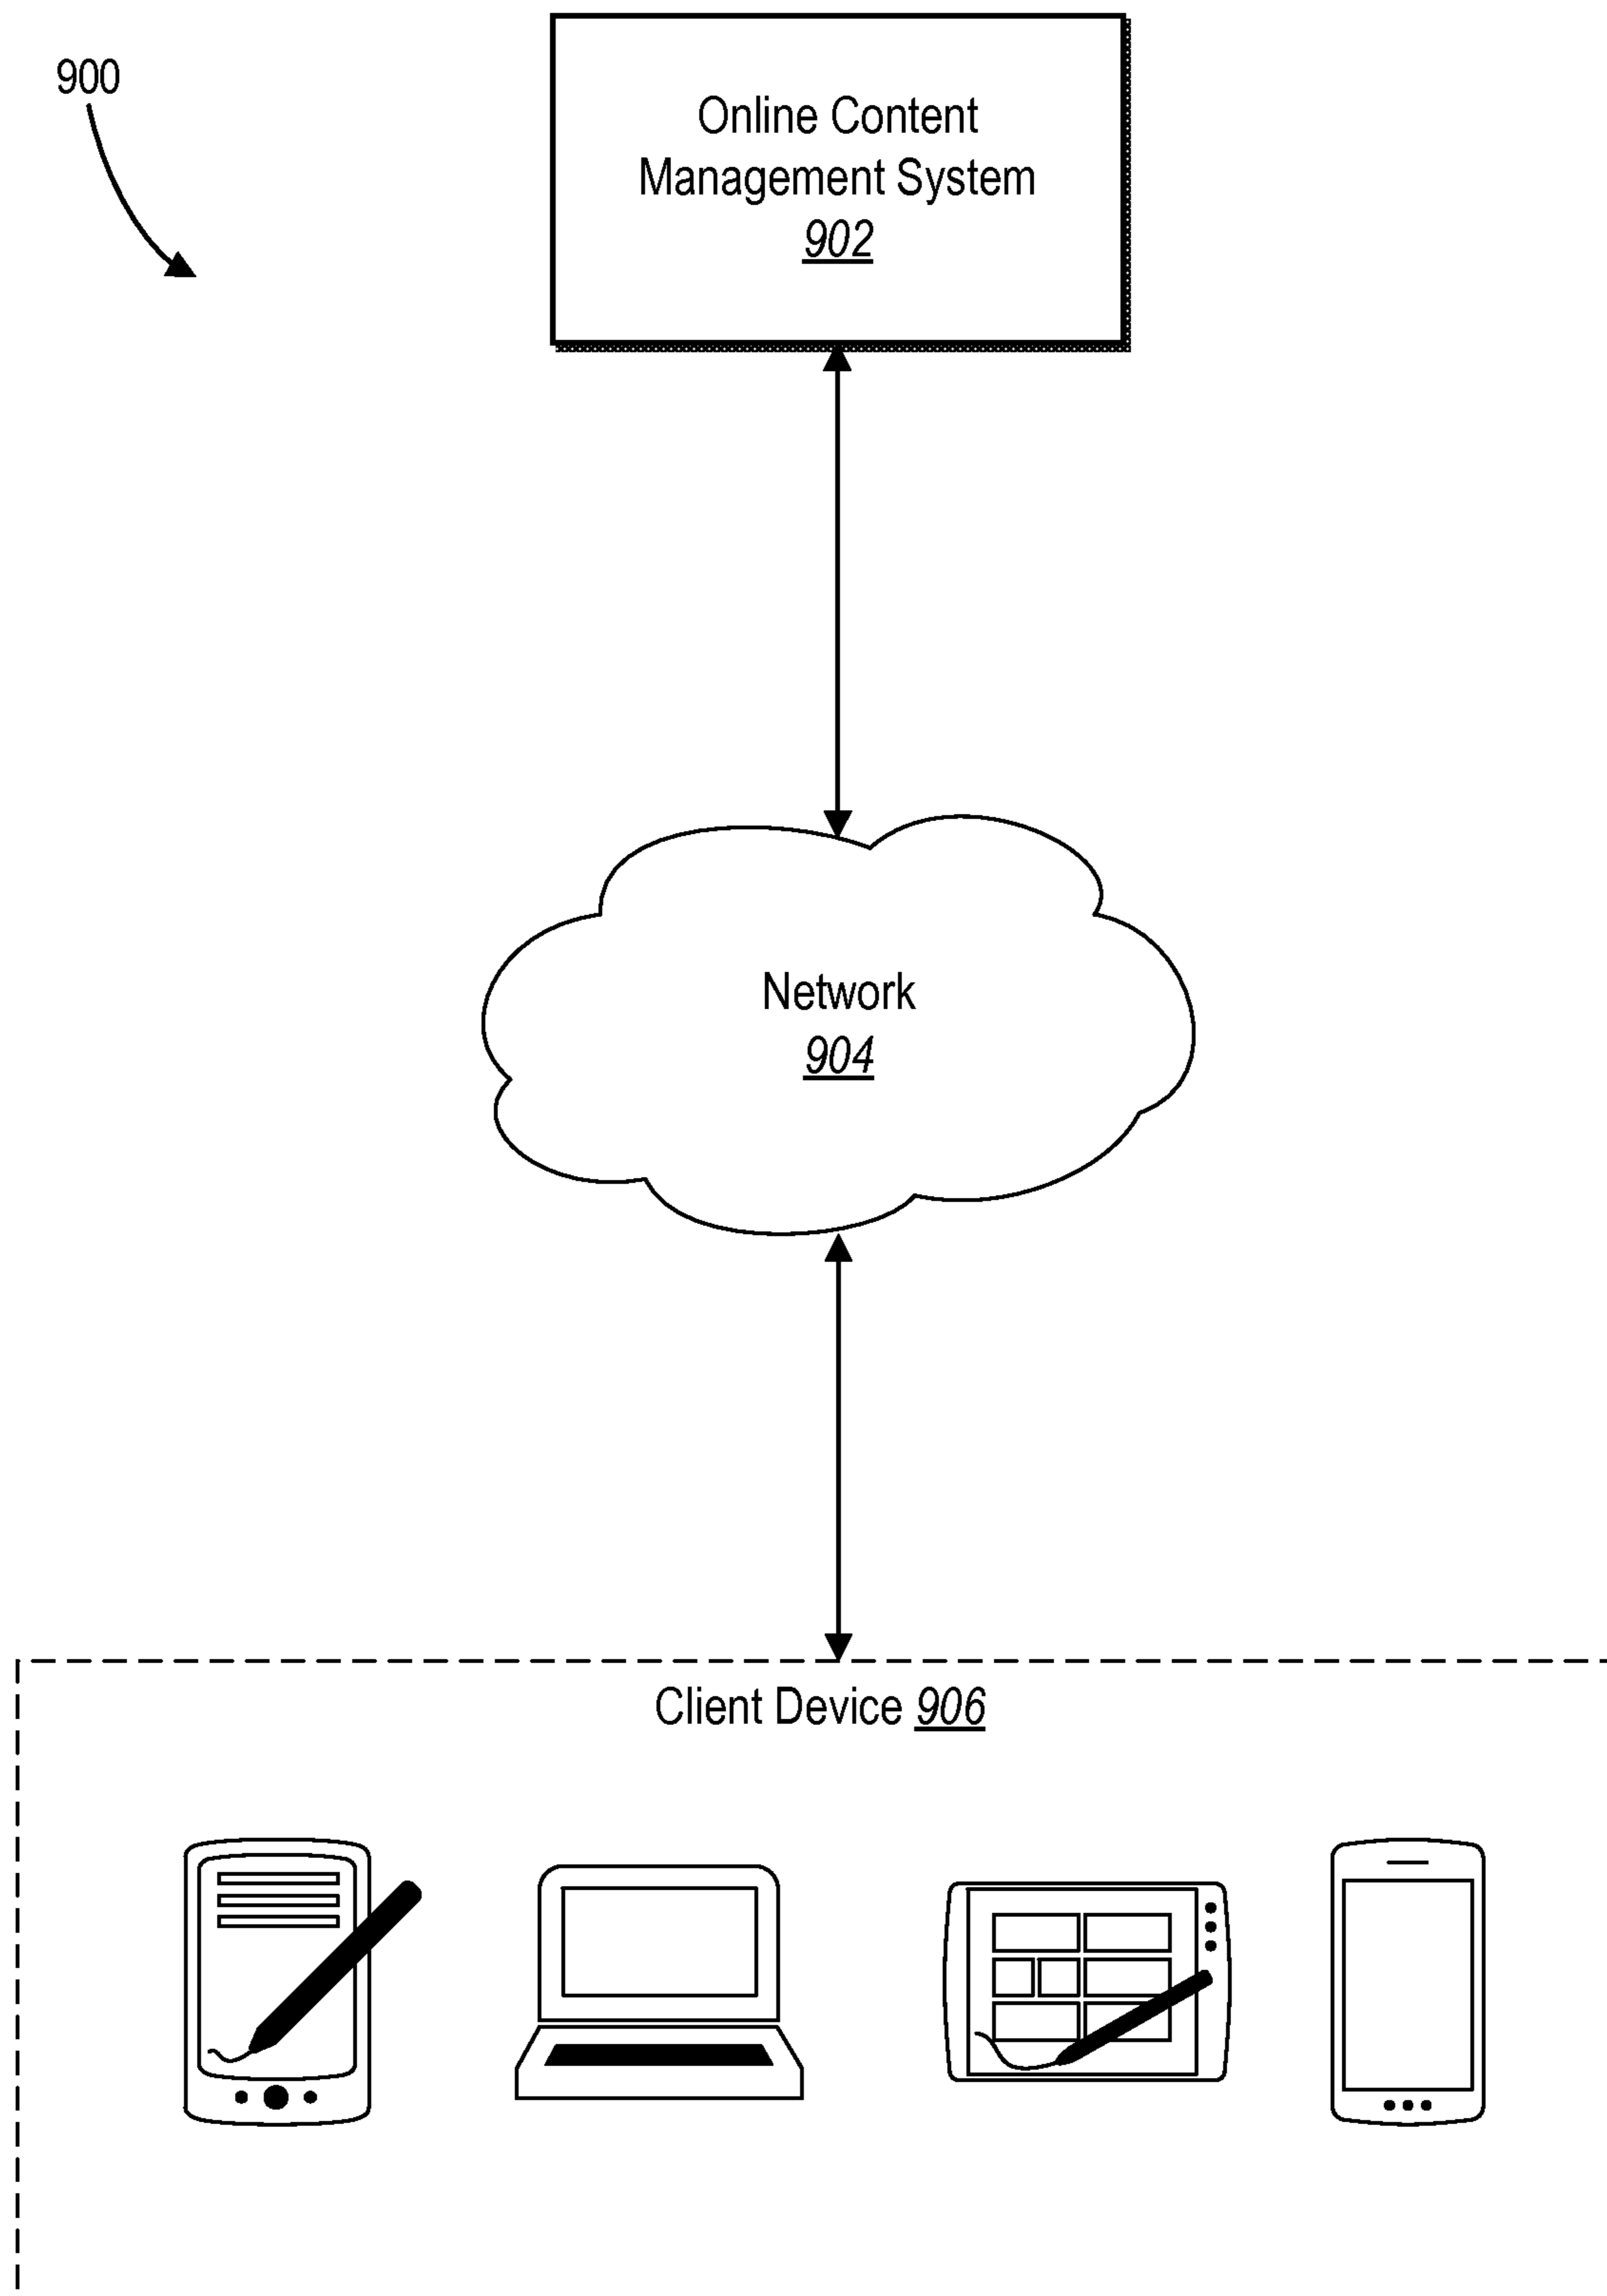 900
Online Content
Management System
902
Network
904
Client Device 906